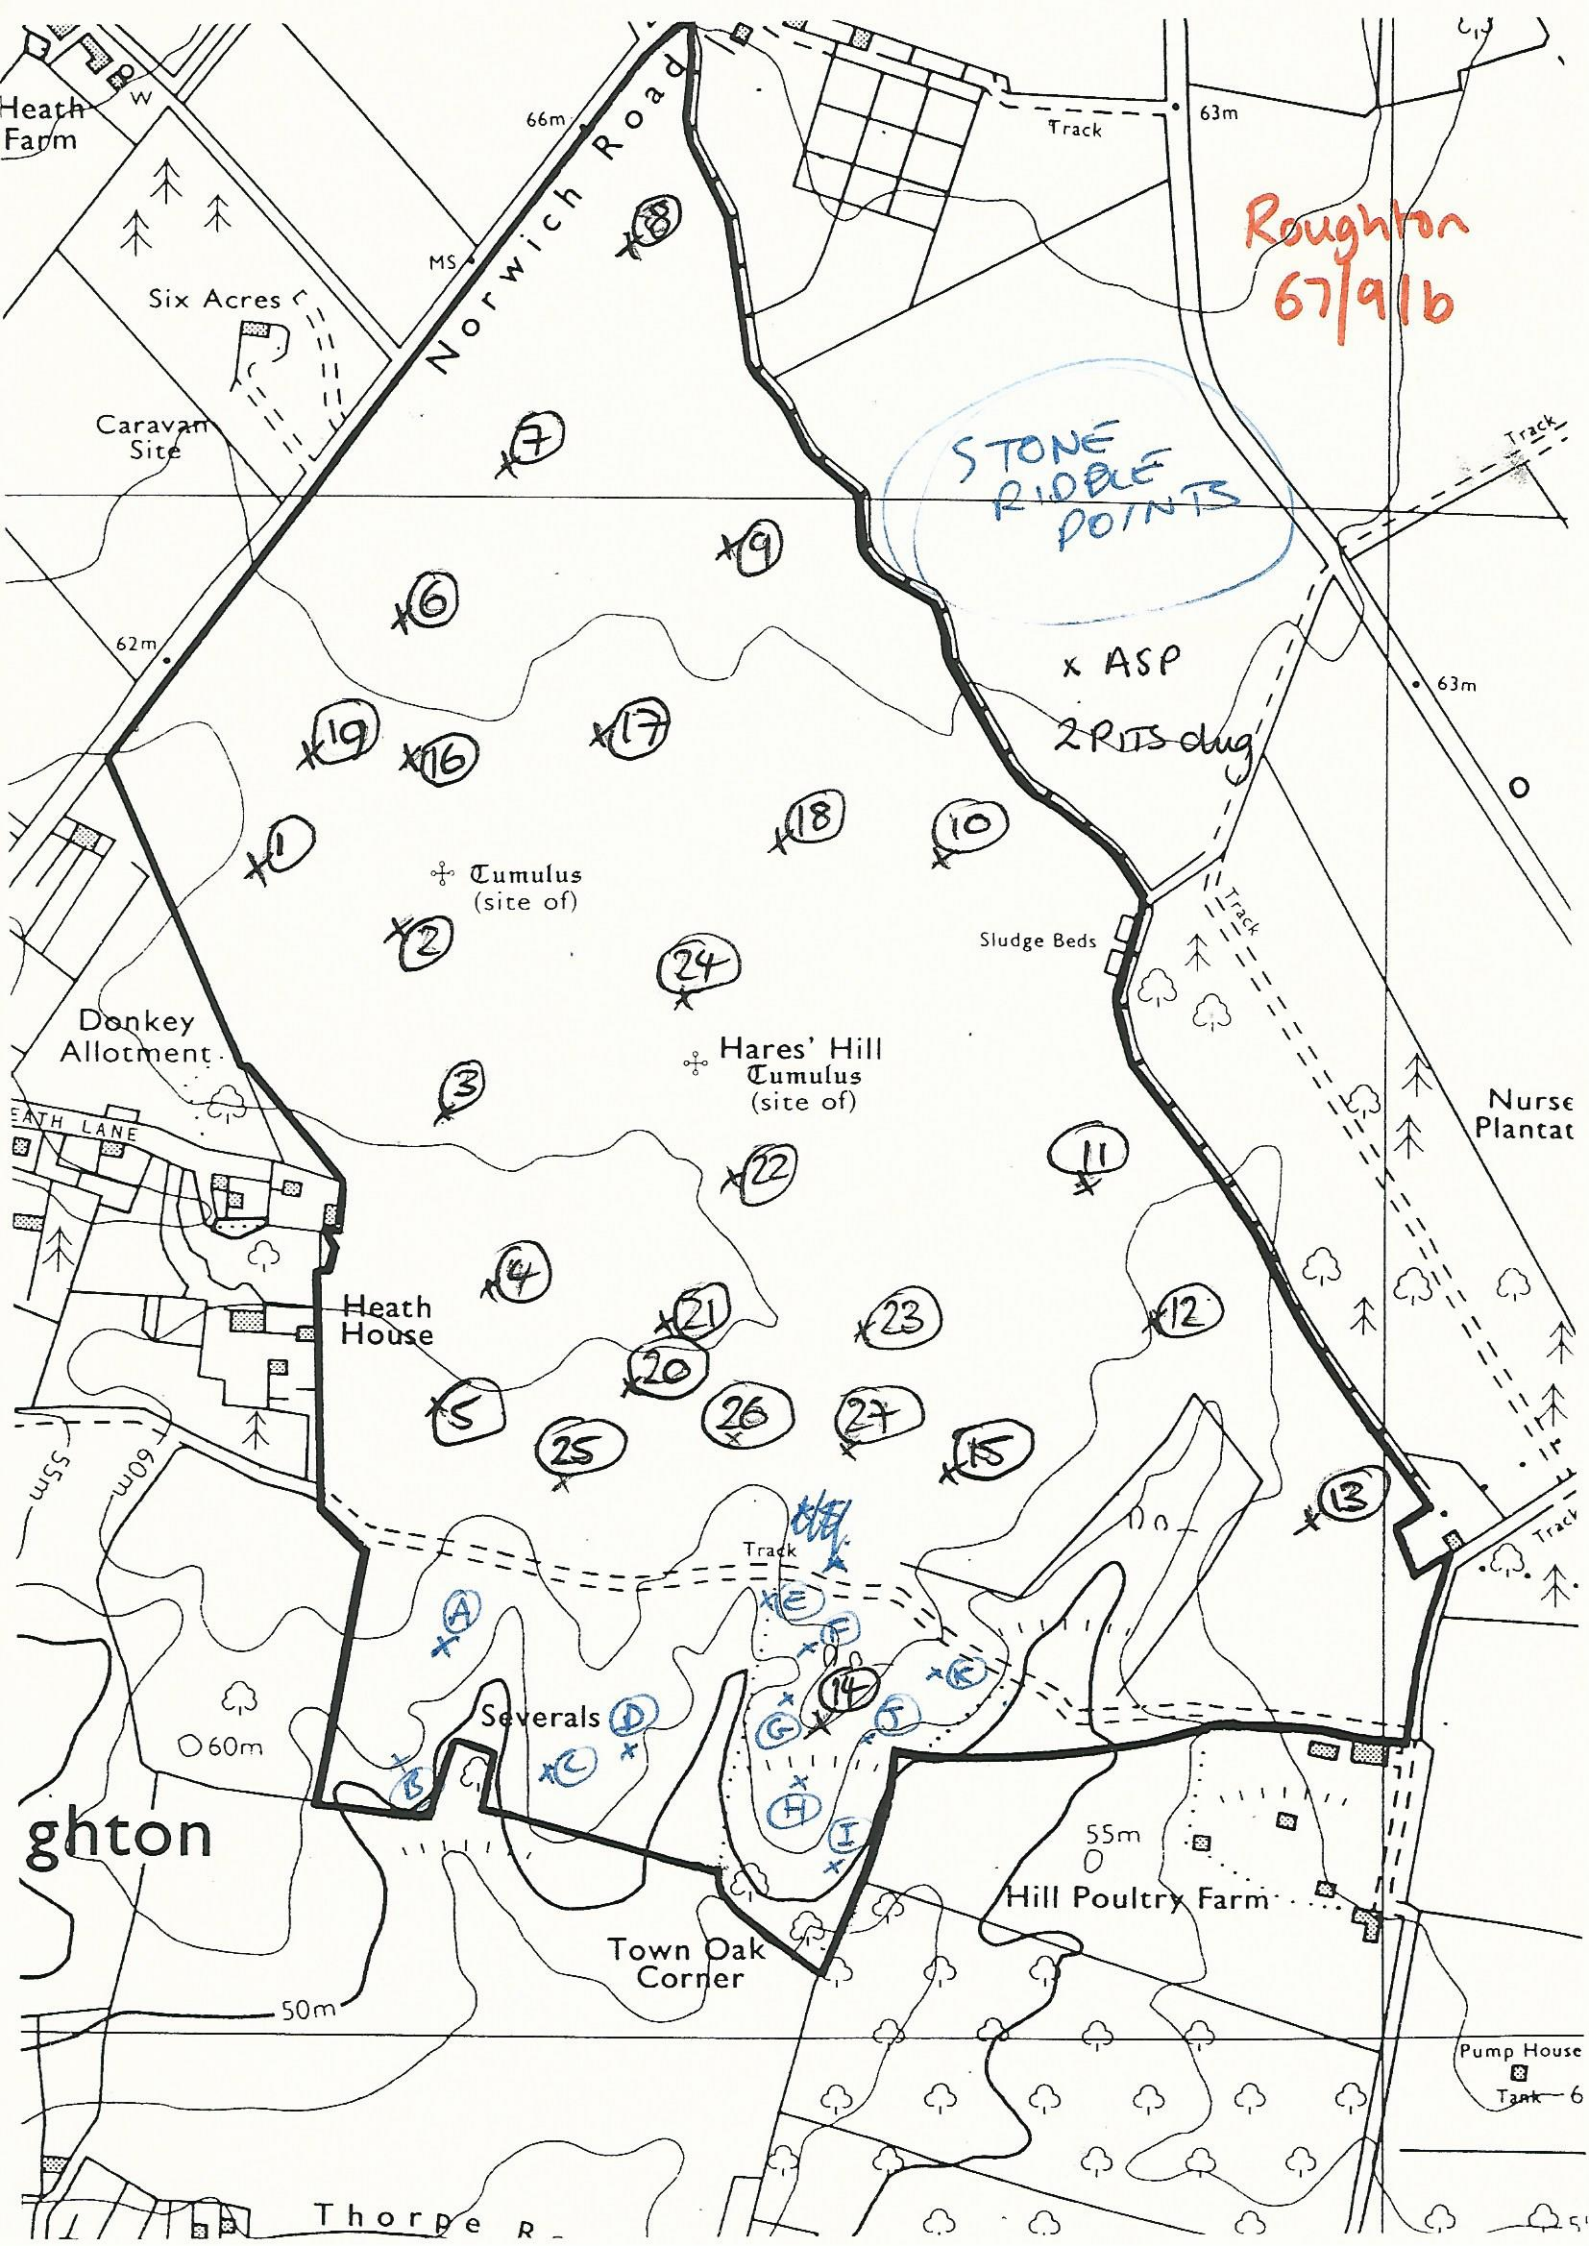 Heath
Farm
W
66m
Norwich Road
Track
63m
MS
Six Acres
Roughton
67/91b
8
Caravan
Site
7
STONE
RIDDLE
POINTS
Track
9
6
62m
x ASP
63m
19
16
17
2 PITS dug
1
18
10
Tumulus
(site of)
2
24
Sludge Beds
Track
Donkey
Allotment
Hares' Hill
Tumulus
(site of)
3
EATH LANE
Nurse
Plantat
11
22
4
Heath
House
21
23
12
20
5
25
26
27
15
55m
60m
13
Track
Track
A
E
F
K
14
Severals
D
G
J
60m
C
B
H
I
ghton
55m
Hill Poultry Farm
Town Oak
Corner
50m
Pump House
Tank
6
Thorpe R